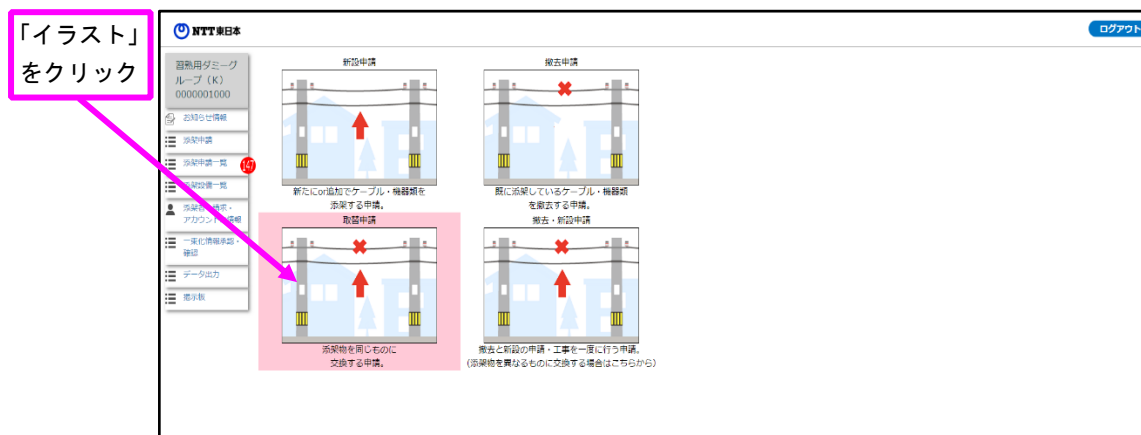 「イラスト」
をクリック
NTT東日本
ログアウト
習熟用ダミーグ
ループ（K）
0000001000
お知らせ情報
添架申請
添架申請一覧
147
添架設備一覧
アカウント
情報
一束化情報承認・
確認
データ出力
掲示板
新設申請
新たにor追加でケーブル・機器類を
添架する申請。
撤去申請
既に添架しているケーブル・機器類
を撤去する申請。
取替申請
添架物を同じものに
交換する申請。
撤去・新設申請
撤去と新設の申請・工事を一度に行う申請。
(添架物を異なるものに交換する場合はこちらから)